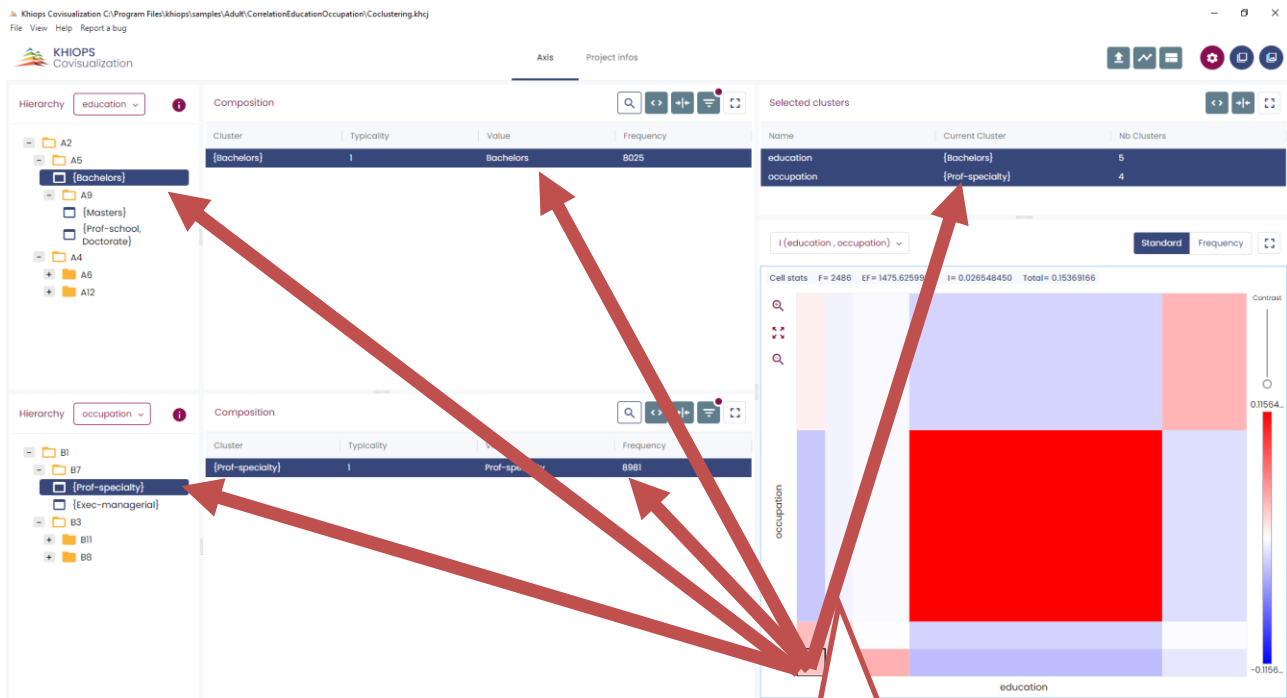 Khiops Covisualization C:\Program Files\khiops\samples\Adult\CorrelationEducationOccupation\Coclustering.khcj
File View Help Report a bug
KHIOPS
Covisualization
Axis Project infos
Hierarchy education
Composition
Selected clusters
Cluster Typicality Value Frequency
{Bachelors} 1 Bachelors 8025
Name Current Cluster Nb Clusters
education {Bachelors} 5
occupation {Prof-specialty} 4
A2
A5
{Bachelors}
A9
{Masters}
{Prof-school,
Doctorate}
A4
A6
A12
I (education , occupation)
Standard Frequency
Cell stats F= 2486 EF= 1475.62599 I= 0.026548450 Total= 0.15369166
Contrast
0.11564...
-0.1156...
occupation
education
Hierarchy occupation
Composition
Cluster Typicality Frequency
{Prof-specialty} 1 Prof-specialty 8981
B1
B7
{Prof-specialty}
{Exec-managerial}
B3
B11
B8